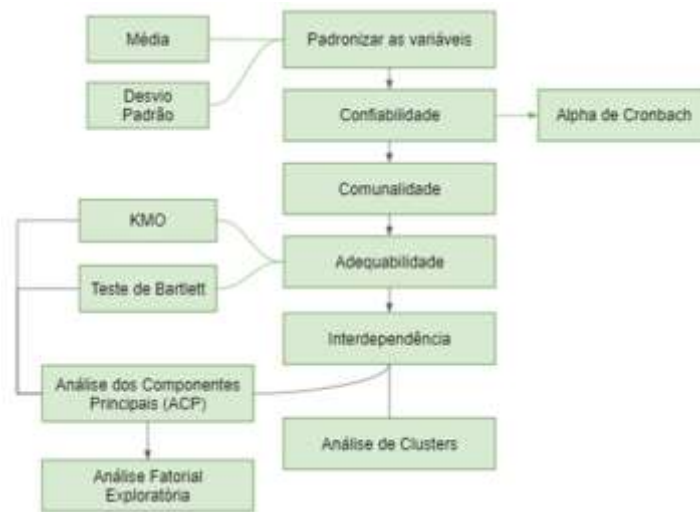 Média
Padronizar as variáveis
Desvio
Padrão
Confiabilidade
Alpha de Cronbach
Comunalidade
KMO
Adequabilidade
Teste de Bartlett
Interdependência
Análise dos Componentes
Principais (ACP)
Análise de Clusters
Análise Fatorial
Exploratória